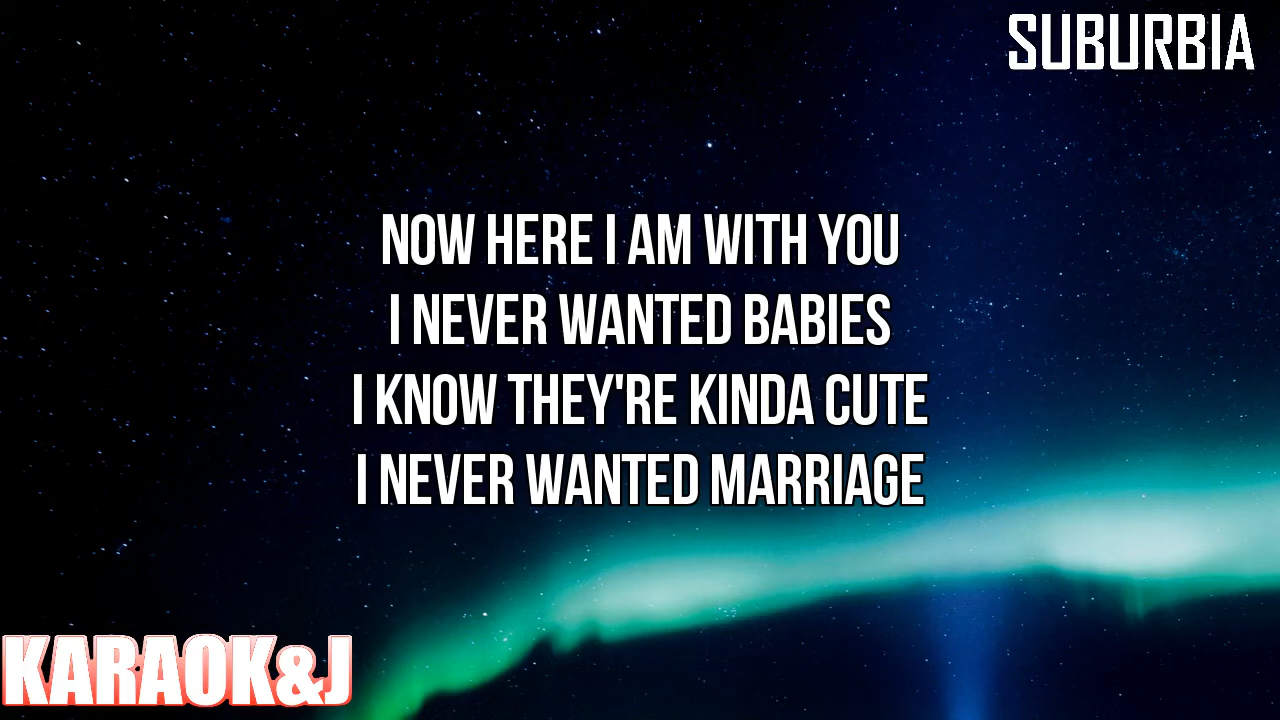 SUBURBIA
NOW HERE I AM WITH YOU
I NEVER WANTED BABIES
I KNOW THEY'RE KINDA CUTE
I NEVER WANTED MARRIAGE
KARAOK&J